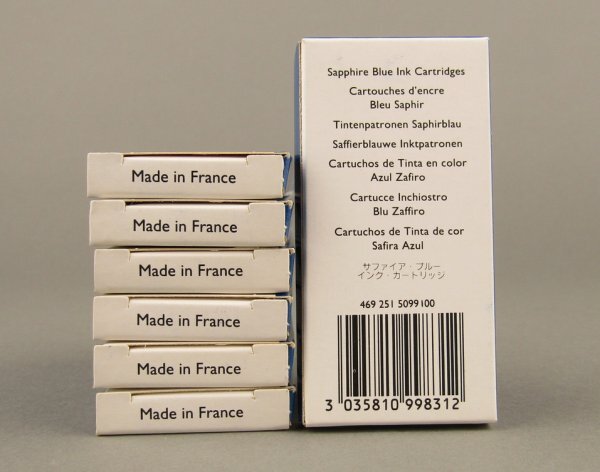 Made in France
Made in France
Made in France
Made in France
Made in France
Made in France
Sapphire Blue Ink Cartridges
Cartouches d'encre
Bleu Saphir
Tintenpatronen Saphirblau
Saffierblauwe Inktpatronen
Cartuchos de Tinta en color
Azul Zafiro
Cartucce Inchiostro
Blu Zaffiro
Cartuchos de Tinta de cor
Safira Azul
サファイア・ブルー
インク・カートリッジ
469 251 5099100
3 035810 998312